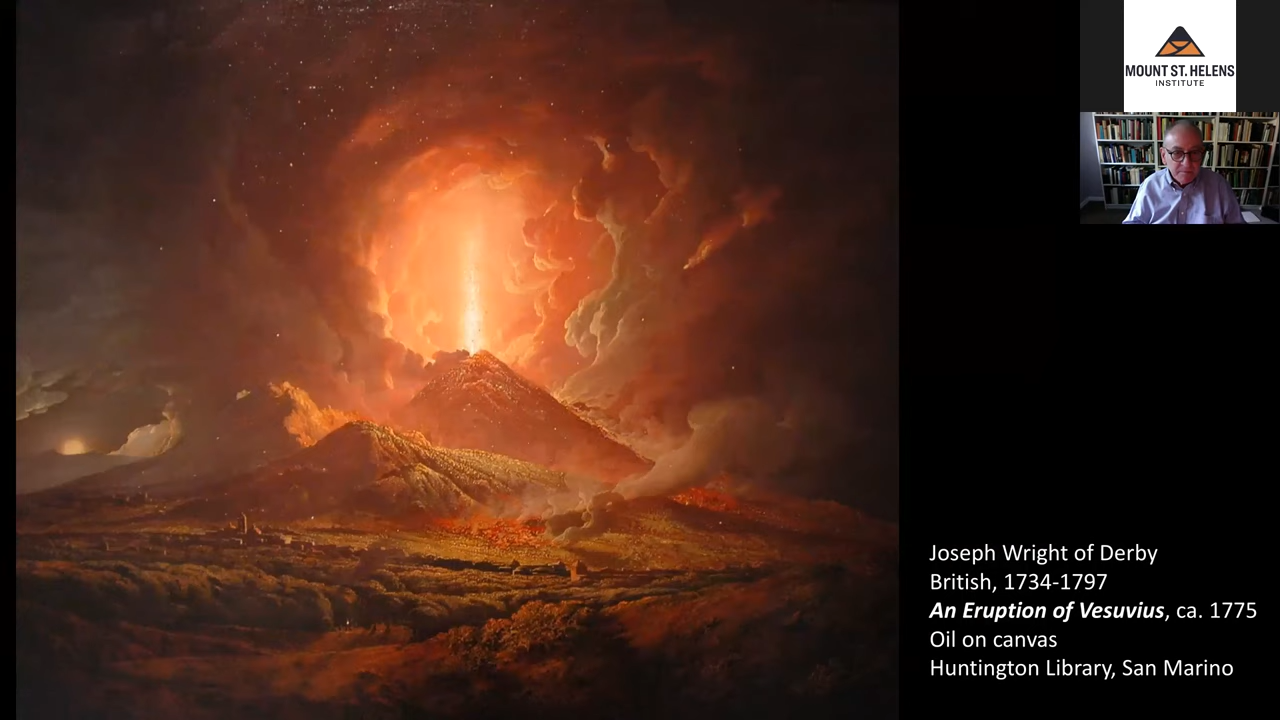 MOUNT ST. HELENS
INSTITUTE
Joseph Wright of Derby
British, 1734-1797
An Eruption of Vesuvius, ca. 1775
Oil on canvas
Huntington Library, San Marino